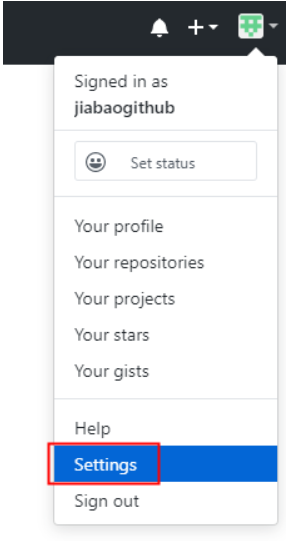 Signed in as
jiabaogithub
Set status
Your profile
Your repositories
Your projects
Your stars
Your gists
Help
Settings
Sign out